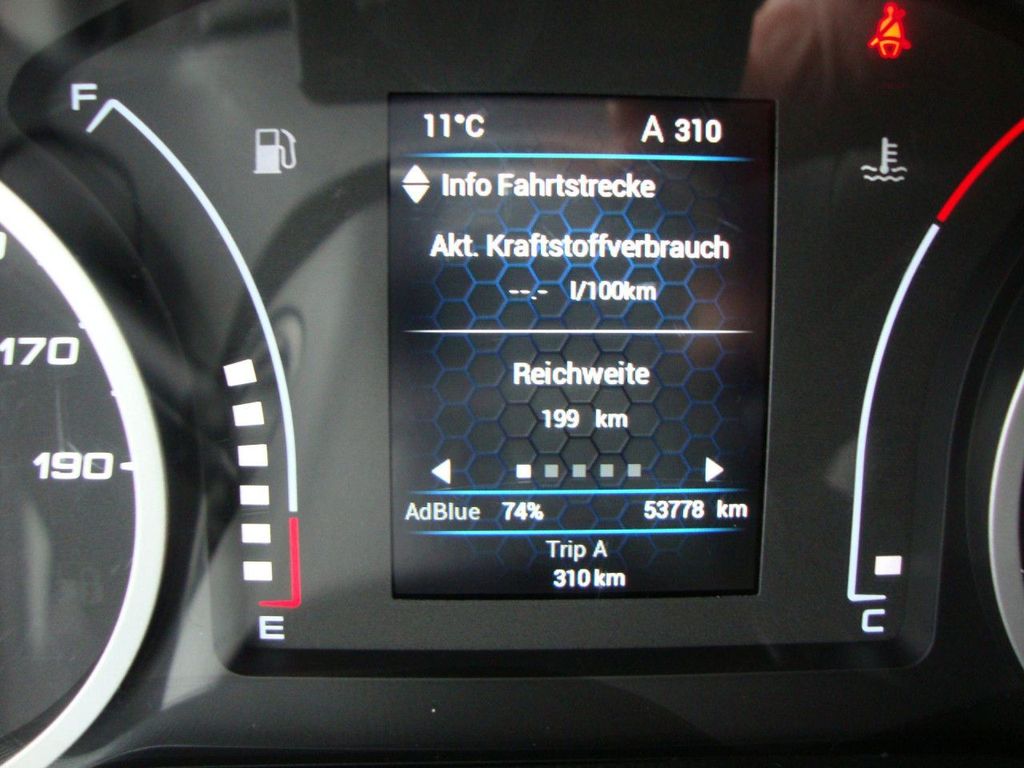 F
11°C A 310
Info Fahrtstrecke
Akt. Kraftstoffverbrauch
--.- l/100km
170
Reichweite
199 km
190
AdBlue 74% 53778 km
Trip A
310 km
E
C